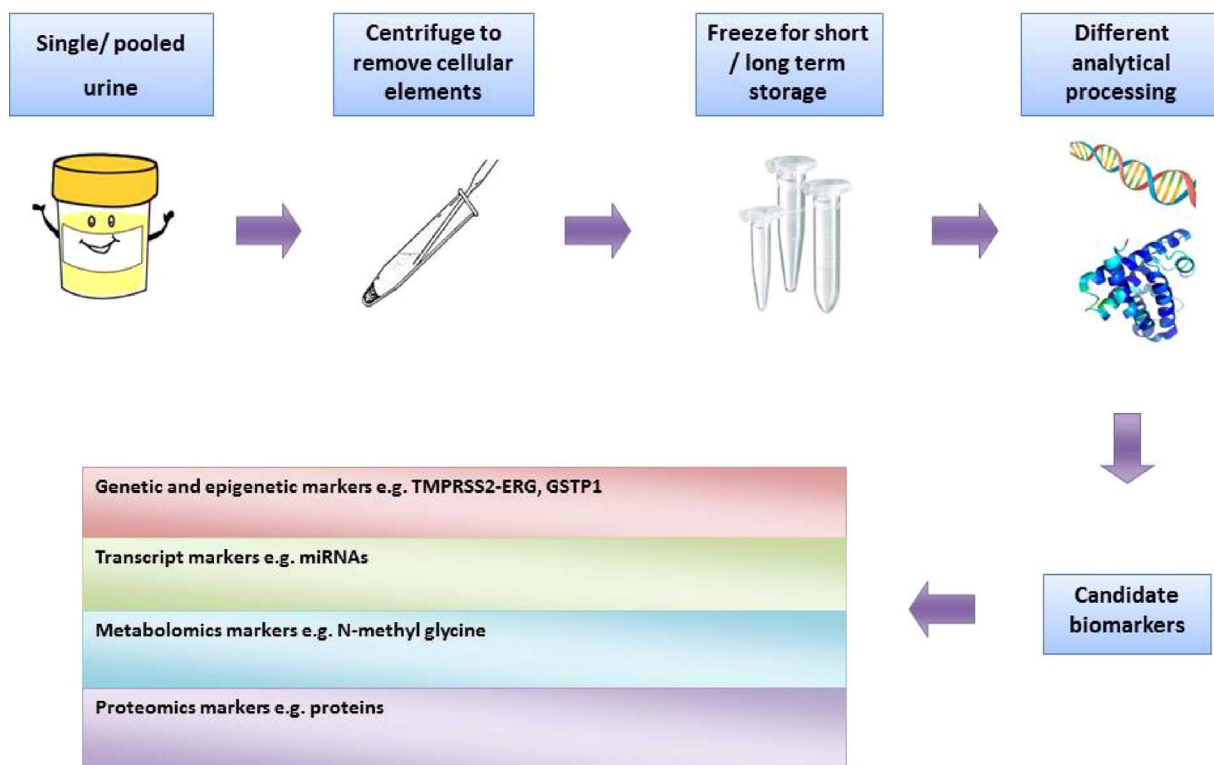 Single/ pooled
urine
Centrifuge to
remove cellular
elements
Freeze for short
/ long term
storage
Different
analytical
processing
Genetic and epigenetic markers e.g. TMPRSS2-ERG, GSTP1
Transcript markers e.g. miRNAs
Metabolomics markers e.g. N-methyl glycine
Proteomics markers e.g. proteins
Candidate
biomarkers